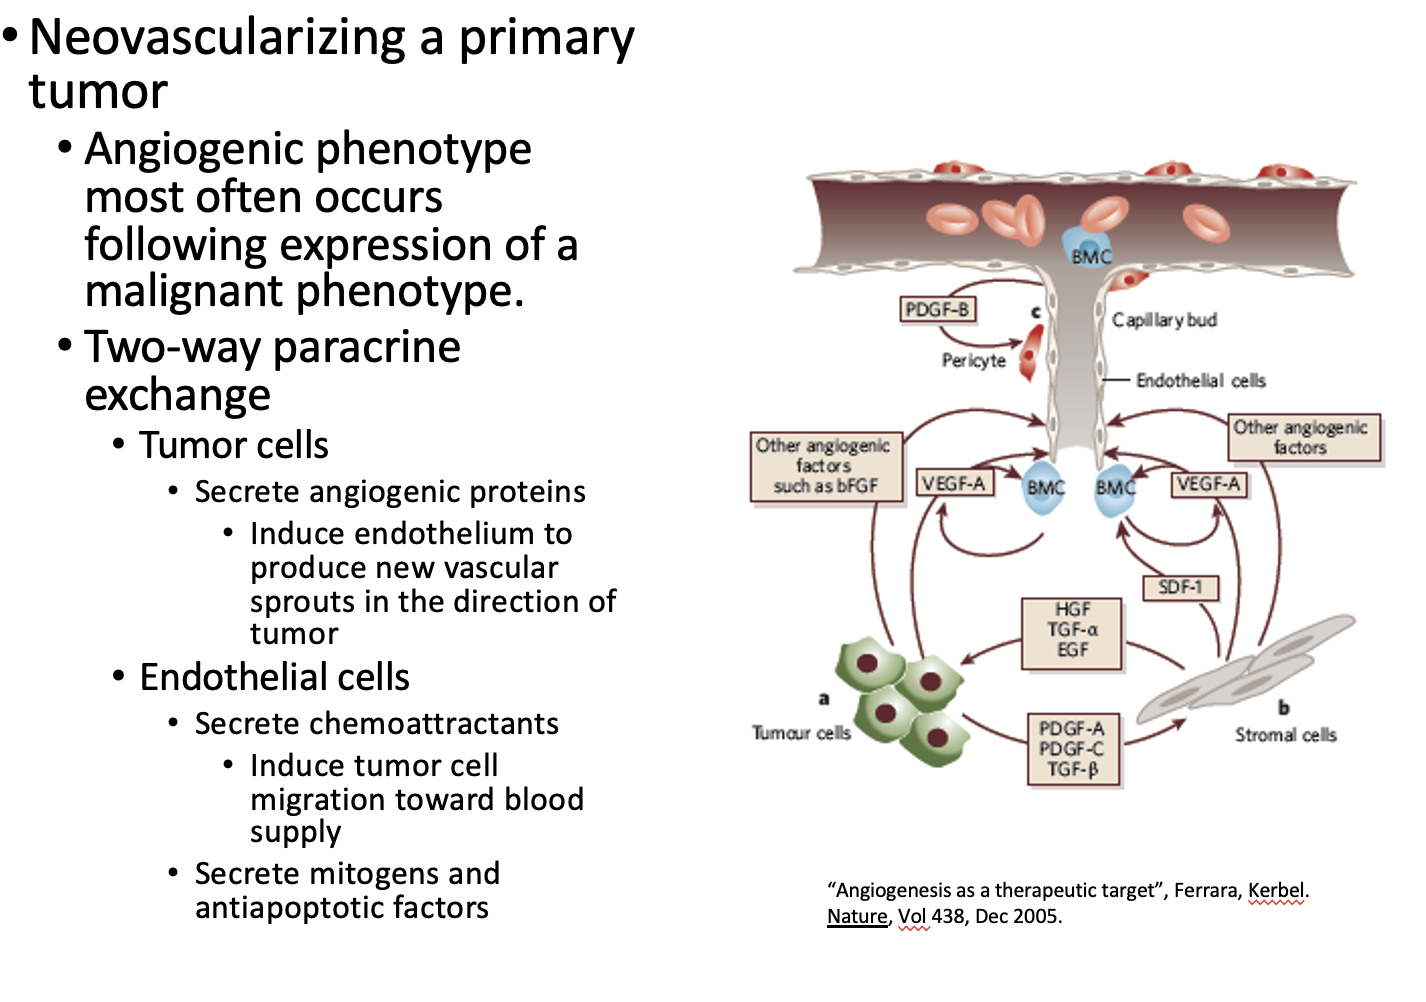 • Neovascularizing a primary
tumor
• Angiogenic phenotype
most often occurs
following expression of a
malignant phenotype.
• Two-way paracrine
exchange
• Tumor cells
• Secrete angiogenic proteins
• Induce endothelium to
produce new vascular
sprouts in the direction of
tumor
• Endothelial cells
• Secrete chemoattractants
• Induce tumor cell
migration toward blood
supply
• Secrete mitogens and
antiapoptotic factors
BMC
PDGF-B
c
Capillary bud
Pericyte
Endothelial cells
Other angiogenic
factors
such as bFGF
Other angiogenic
factors
VEGF-A
BMC
BMC
VEGF-A
SDF-1
HGF
TGF-α
EGF
a
Tumour cells
b
Stromal cells
PDGF-A
PDGF-C
TGF-β
“Angiogenesis as a therapeutic target”, Ferrara, Kerbel.
Nature, Vol 438, Dec 2005.